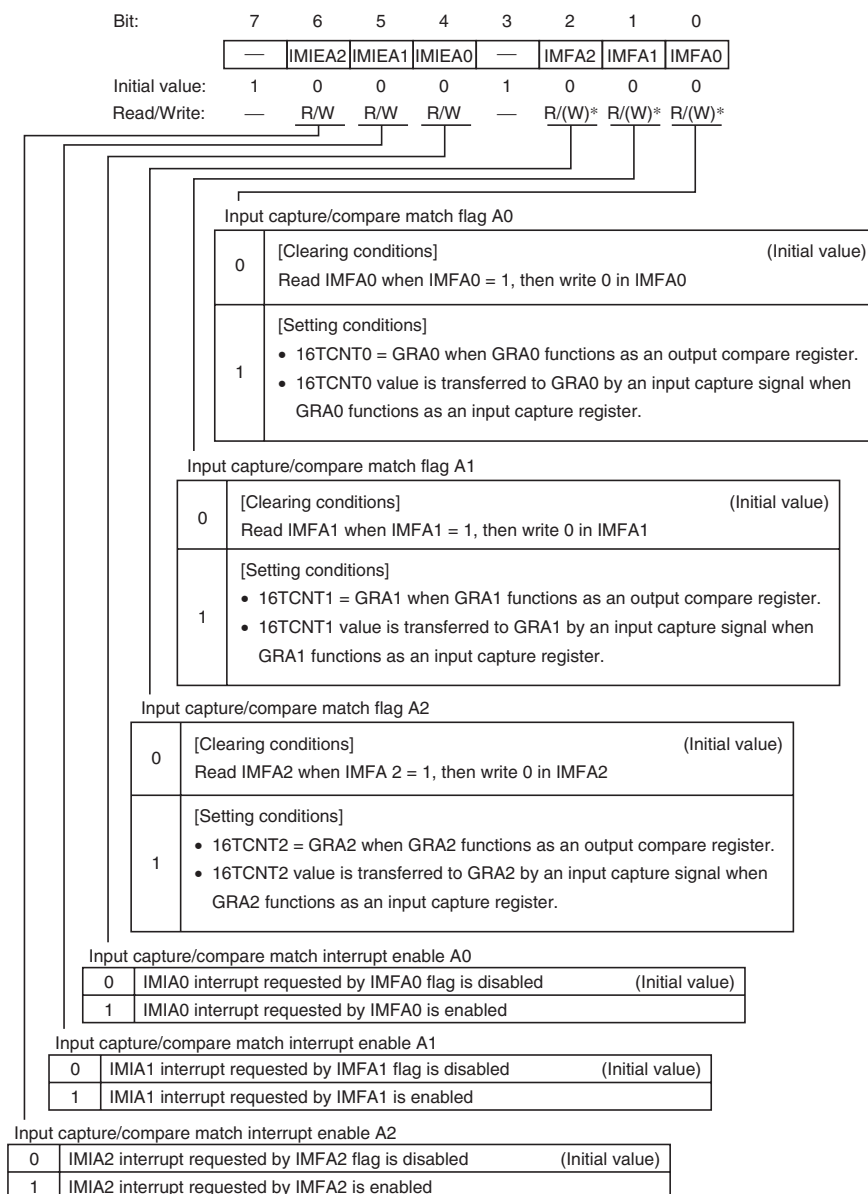 Bit: 7 6 5 4 3 2 1 0
— IMIEA2 IMIEA1 IMIEA0 — IMFA2 IMFA1 IMFA0
Initial value: 1 0 0 0 1 0 0 0
Read/Write: — R/W R/W R/W — R/(W)* R/(W)* R/(W)*
Input capture/compare match flag A0
0 [Clearing conditions] (Initial value)
Read IMFA0 when IMFA0 = 1, then write 0 in IMFA0
1 [Setting conditions]
• 16TCNT0 = GRA0 when GRA0 functions as an output compare register.
• 16TCNT0 value is transferred to GRA0 by an input capture signal when
GRA0 functions as an input capture register.
Input capture/compare match flag A1
0 [Clearing conditions] (Initial value)
Read IMFA1 when IMFA1 = 1, then write 0 in IMFA1
1 [Setting conditions]
• 16TCNT1 = GRA1 when GRA1 functions as an output compare register.
• 16TCNT1 value is transferred to GRA1 by an input capture signal when
GRA1 functions as an input capture register.
Input capture/compare match flag A2
0 [Clearing conditions] (Initial value)
Read IMFA2 when IMFA 2 = 1, then write 0 in IMFA2
1 [Setting conditions]
• 16TCNT2 = GRA2 when GRA2 functions as an output compare register.
• 16TCNT2 value is transferred to GRA2 by an input capture signal when
GRA2 functions as an input capture register.
Input capture/compare match interrupt enable A0
0 IMIA0 interrupt requested by IMFA0 flag is disabled (Initial value)
1 IMIA0 interrupt requested by IMFA0 is enabled
Input capture/compare match interrupt enable A1
0 IMIA1 interrupt requested by IMFA1 flag is disabled (Initial value)
1 IMIA1 interrupt requested by IMFA1 is enabled
Input capture/compare match interrupt enable A2
0 IMIA2 interrupt requested by IMFA2 flag is disabled (Initial value)
1 IMIA2 interrupt requested by IMFA2 is enabled